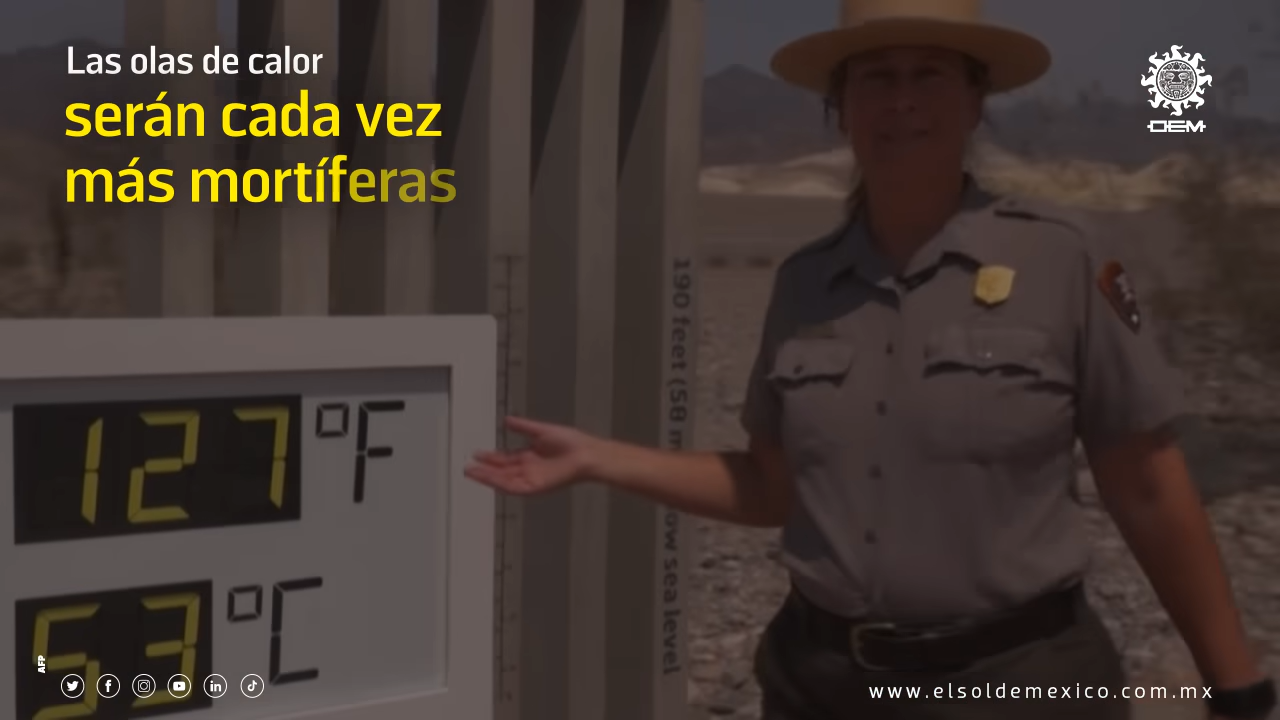 Las olas de calor
serán cada vez
más mortíferas
OEM
190 feet (58 m
ow sea level
127 °F
53 °C
AFP
www.elsoldemexico.com.mx